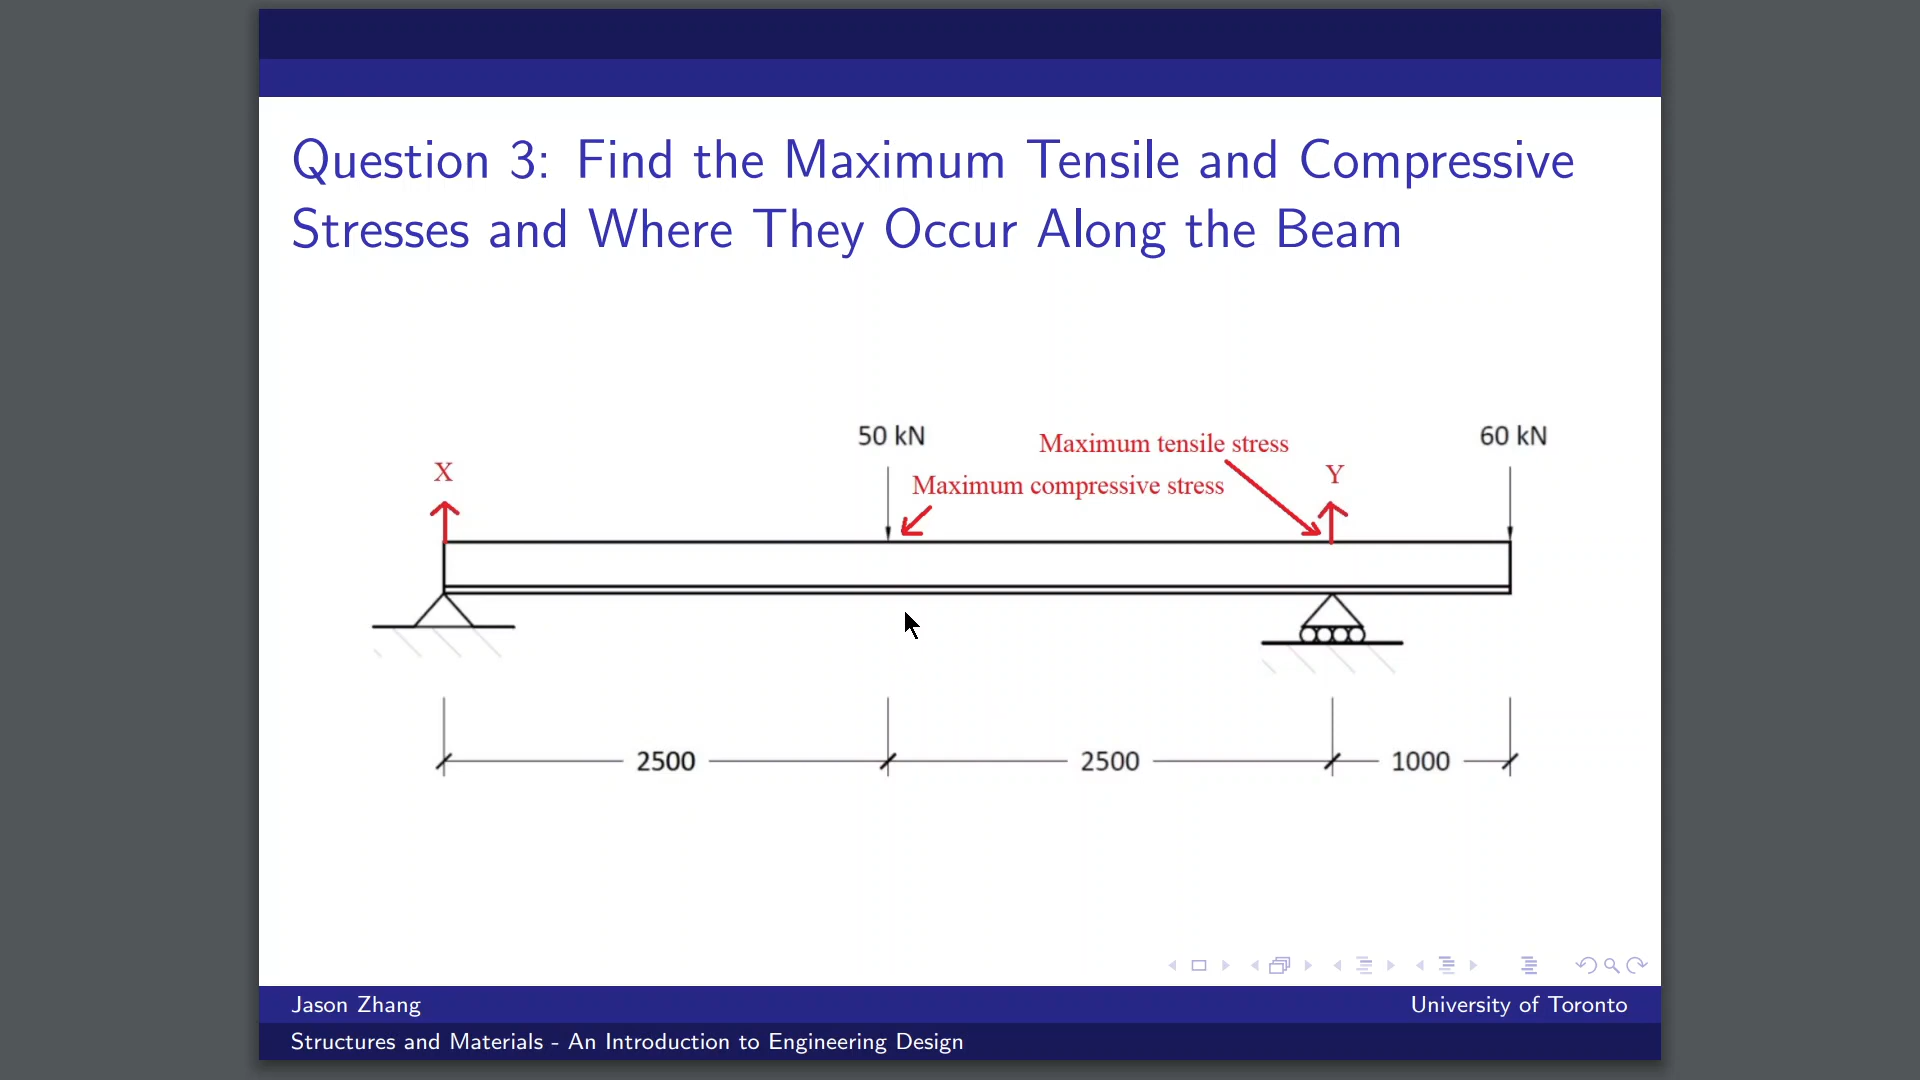 Question 3: Find the Maximum Tensile and Compressive
Stresses and Where They Occur Along the Beam
50 kN
60 kN
Maximum tensile stress
X
Y
Maximum compressive stress
2500
2500
1000
Jason Zhang
University of Toronto
Structures and Materials - An Introduction to Engineering Design